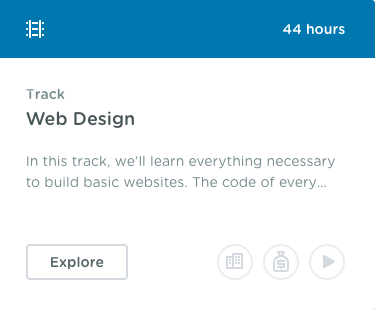 44 hours
Track
Web Design
In this track, we'll learn everything necessary
to build basic websites. The code of every...
Explore